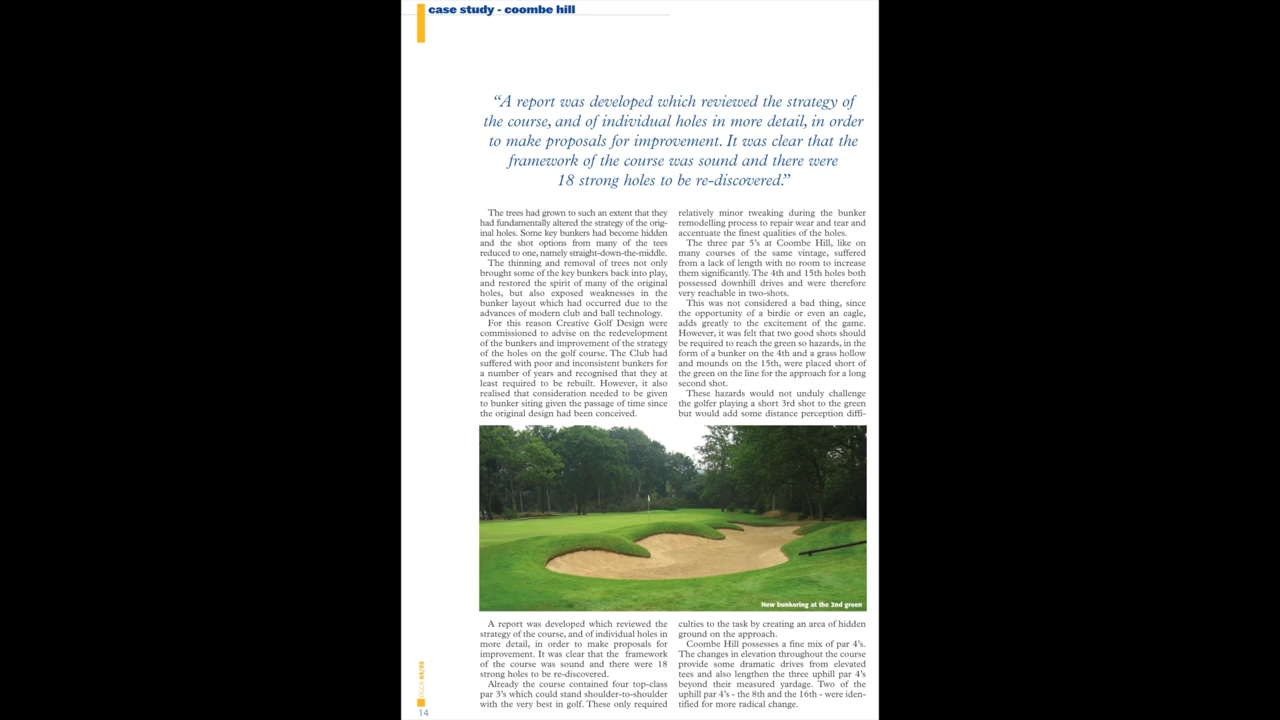 case study - coombe hill
“A report was developed which reviewed the strategy of
the course, and of individual holes in more detail, in order
to make proposals for improvement. It was clear that the
framework of the course was sound and there were
18 strong holes to be re-discovered.”
The trees had grown to such an extent that they
had fundamentally altered the strategy of the orig-
inal holes. Some key bunkers had become hidden
and the shot options from many of the tees
reduced to one, namely straight-down-the-middle.
The thinning and removal of trees not only
brought some of the key bunkers back into play,
and restored the spirit of many of the original
holes, but also exposed weaknesses in the
bunker layout which had occurred due to the
advances of modern club and ball technology.
For this reason Creative Golf Design were
commissioned to advise on the redevelopment
of the bunkers and improvement of the strategy
of the holes on the golf course. The Club had
suffered with poor and inconsistent bunkers for
a number of years and recognised that they at
least required to be rebuilt. However, it also
realised that consideration needed to be given
to bunker siting given the passage of time since
the original design had been conceived.
relatively minor tweaking during the bunker
remodelling process to repair wear and tear and
accentuate the finest qualities of the holes.
The three par 5’s at Coombe Hill, like on
many courses of the same vintage, suffered
from a lack of length with no room to increase
them significantly. The 4th and 15th holes both
possessed downhill drives and were therefore
very reachable in two-shots.
This was not considered a bad thing, since
the opportunity of a birdie or even an eagle,
adds greatly to the excitement of the game.
However, it was felt that two good shots should
be required to reach the green so hazards, in the
form of a bunker on the 4th and a grass hollow
and mounds on the 15th, were placed short of
the green on the line for the approach for a long
second shot.
These hazards would not unduly challenge
the golfer playing a short 3rd shot to the green
but would add some distance perception diffi-
New bunkering at the 2nd green
A report was developed which reviewed the
strategy of the course, and of individual holes in
more detail, in order to make proposals for
improvement. It was clear that the framework
of the course was sound and there were 18
strong holes to be re-discovered.
Already the course contained four top-class
par 3’s which could stand shoulder-to-shoulder
with the very best in golf. These only required
culties to the task by creating an area of hidden
ground on the approach.
Coombe Hill possesses a fine mix of par 4’s.
The changes in elevation throughout the course
provide some dramatic drives from elevated
tees and also lengthen the three uphill par 4’s
beyond their measured yardage. Two of the
uphill par 4’s - the 8th and the 16th - were iden-
tified for more radical change.
04/05
14